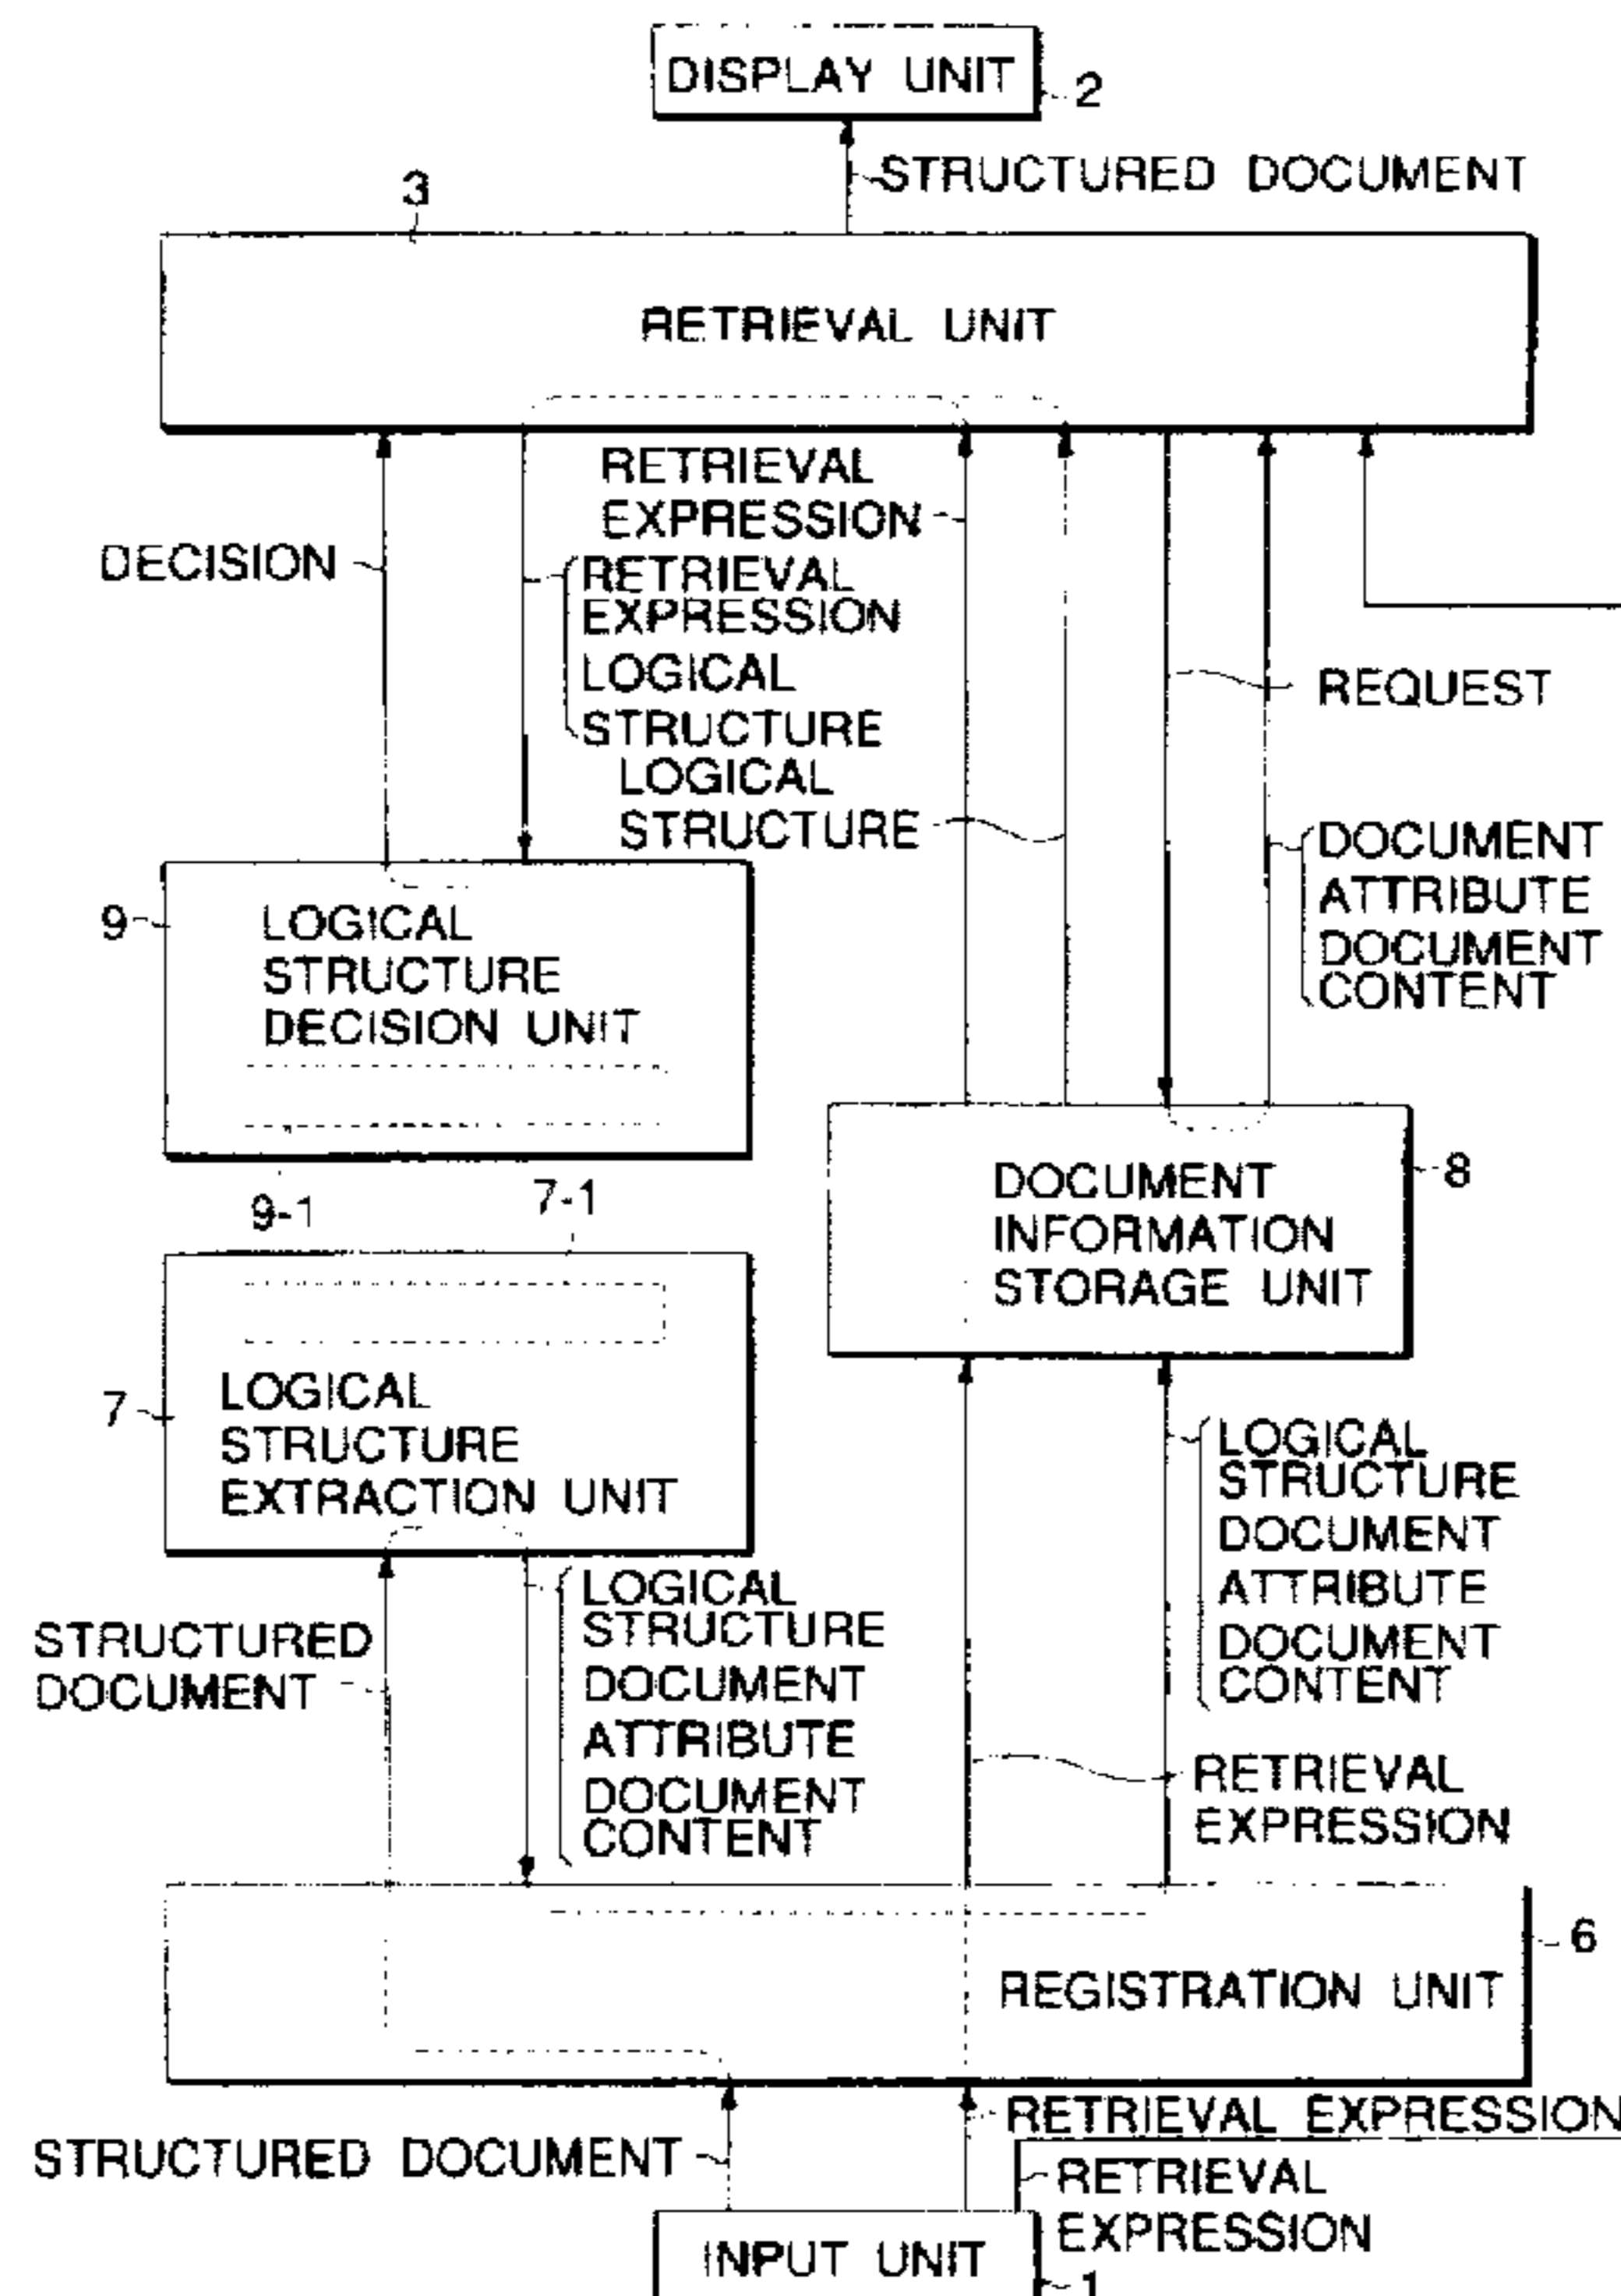 DISPLAY UNIT
2
STRUCTURED DOCUMENT
3
RETRIEVAL UNIT
RETRIEVAL
EXPRESSION
DECISION
RETRIEVAL
EXPRESSION
LOGICAL
STRUCTURE
REQUEST
LOGICAL
STRUCTURE
DOCUMENT
ATTRIBUTE
DOCUMENT
CONTENT
9
LOGICAL
STRUCTURE
DECISION UNIT
9-1
7-1
8
DOCUMENT
INFORMATION
STORAGE UNIT
7
LOGICAL
STRUCTURE
EXTRACTION UNIT
LOGICAL
STRUCTURE
DOCUMENT
ATTRIBUTE
DOCUMENT
CONTENT
STRUCTURED
DOCUMENT
LOGICAL
STRUCTURE
DOCUMENT
ATTRIBUTE
DOCUMENT
CONTENT
RETRIEVAL
EXPRESSION
6
REGISTRATION UNIT
RETRIEVAL EXPRESSION
STRUCTURED DOCUMENT
RETRIEVAL
EXPRESSION
INPUT UNIT
1